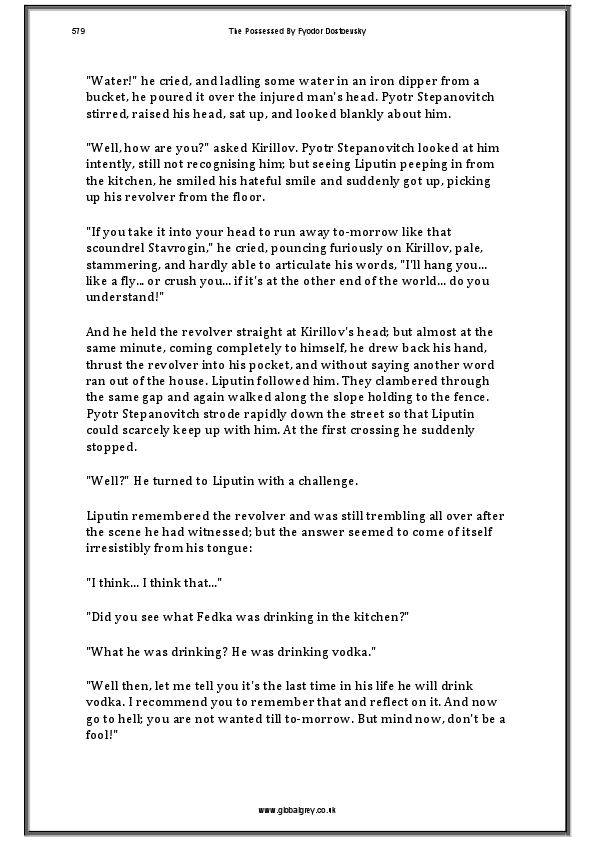 579 The Possessed By Fyodor Dostoevsky
"Water!" he cried, and ladling some water in an iron dipper from a
bucket, he poured it over the injured man's head. Pyotr Stepanovitch
stirred, raised his head, sat up, and looked blankly about him.
"Well, how are you?" asked Kirillov. Pyotr Stepanovitch looked at him
intently, still not recognising him; but seeing Liputin peeping in from
the kitchen, he smiled his hateful smile and suddenly got up, picking
up his revolver from the floor.
"If you take it into your head to run away to-morrow like that
scoundrel Stavrogin," he cried, pouncing furiously on Kirillov, pale,
stammering, and hardly able to articulate his words, "I'll hang you...
like a fly... or crush you... if it's at the other end of the world... do you
understand!"
And he held the revolver straight at Kirillov's head; but almost at the
same minute, coming completely to himself, he drew back his hand,
thrust the revolver into his pocket, and without saying another word
ran out of the house. Liputin followed him. They clambered through
the same gap and again walked along the slope holding to the fence.
Pyotr Stepanovitch strode rapidly down the street so that Liputin
could scarcely keep up with him. At the first crossing he suddenly
stopped.
"Well?" He turned to Liputin with a challenge.
Liputin remembered the revolver and was still trembling all over after
the scene he had witnessed; but the answer seemed to come of itself
irresistibly from his tongue:
"I think... I think that..."
"Did you see what Fedka was drinking in the kitchen?"
"What he was drinking? He was drinking vodka."
"Well then, let me tell you it's the last time in his life he will drink
vodka. I recommend you to remember that and reflect on it. And now
go to hell; you are not wanted till to-morrow. But mind now, don't be a
fool!"
www.globalgrey.co.uk